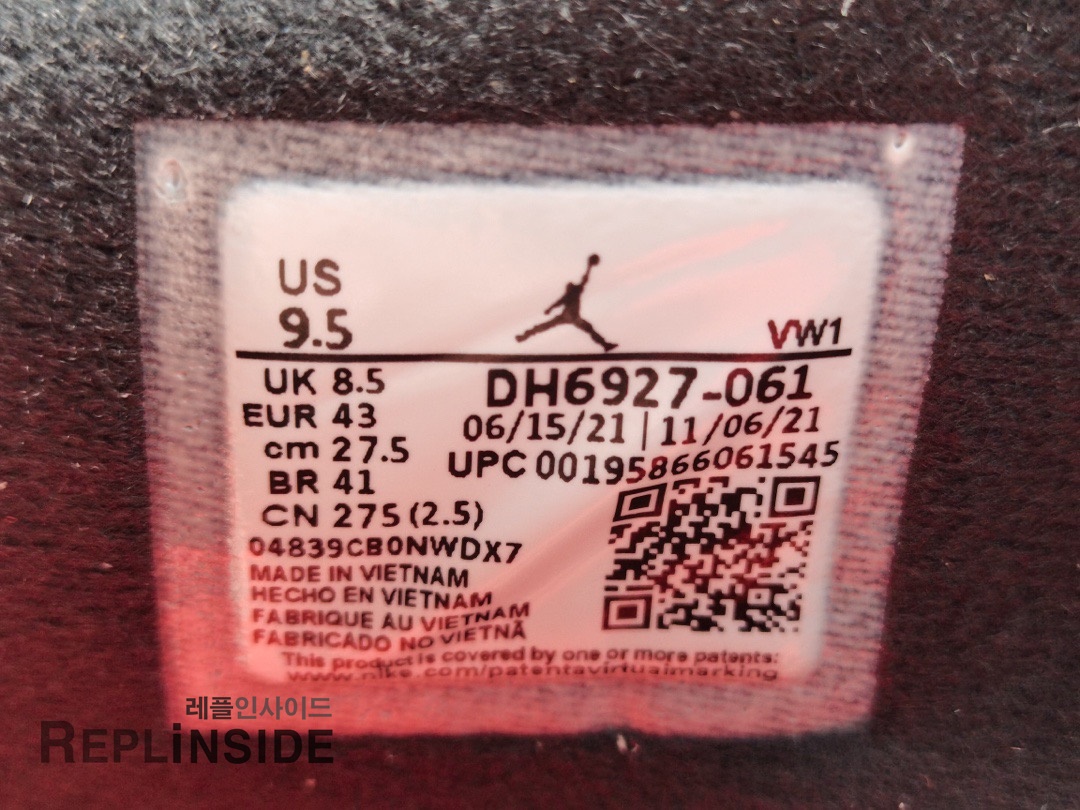 US
9.5
VW1
UK 8.5
EUR 43
cm 27.5
BR 41
CN 275 (2.5)
DH6927-061
06/15/21 | 11/06/21
UPC 00195866061545
04839CB0NWDX7
MADE IN VIETNAM
HECHO EN VIETNAM
FABRIQUE AU VIETNAM
FABRICADO NO VIETNÃ
This product is covered by one or more patents:
www.nike.com/patentavirtualmarking
레플인사이드
REPLiNSIDE